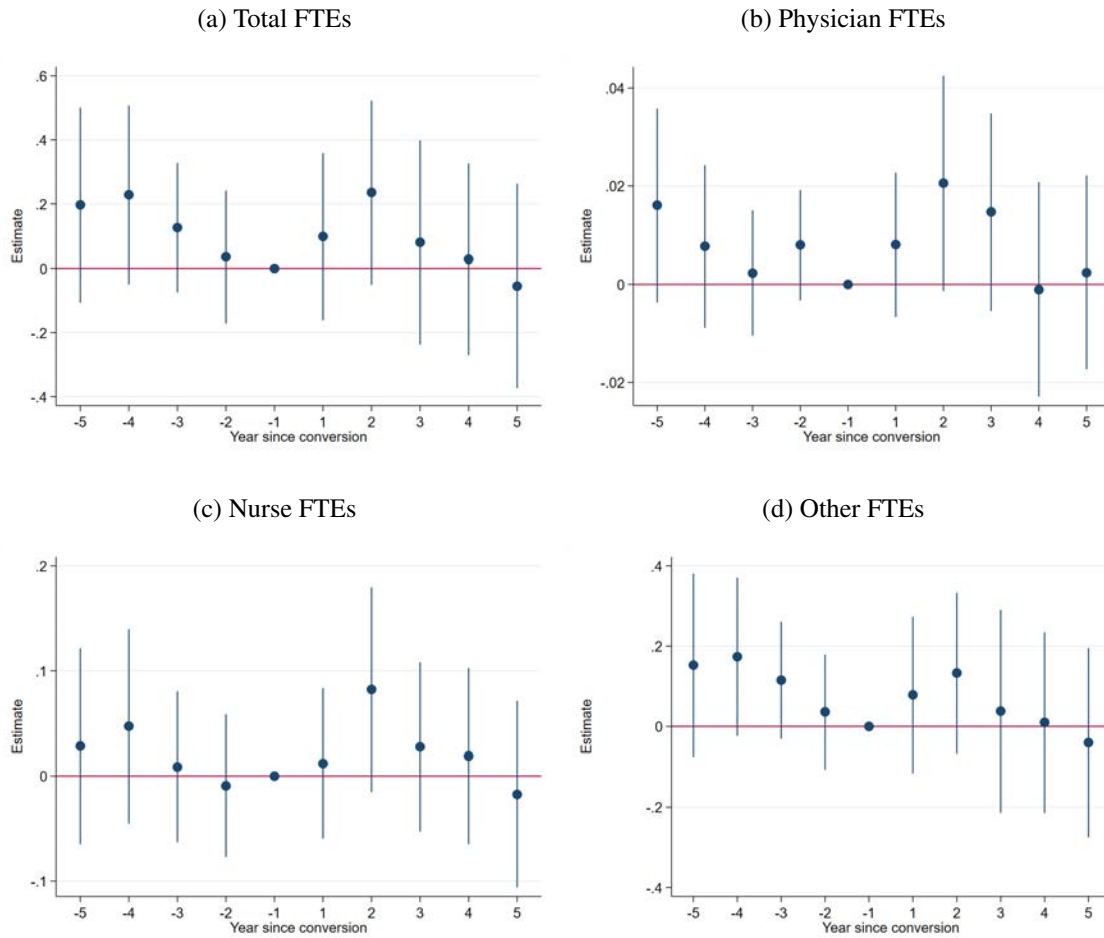 (a) Total FTEs
Estimate
.6
.4
.2
0
-.2
-.4
-5 -4 -3 -2 -1 1 2 3 4 5
Year since conversion
(b) Physician FTEs
Estimate
.04
.02
0
-.02
-5 -4 -3 -2 -1 1 2 3 4 5
Year since conversion
(c) Nurse FTEs
Estimate
.2
.1
0
-.1
-5 -4 -3 -2 -1 1 2 3 4 5
Year since conversion
(d) Other FTEs
Estimate
.4
.2
0
-.2
-.4
-5 -4 -3 -2 -1 1 2 3 4 5
Year since conversion